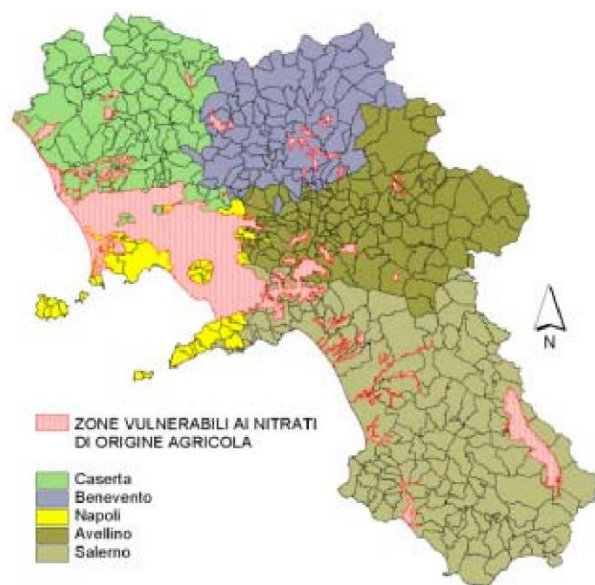 N
ZONE VULNERABILI AI NITRATI
DI ORIGINE AGRICOLA
Caserta
Benevento
Napoli
Avellino
Salerno